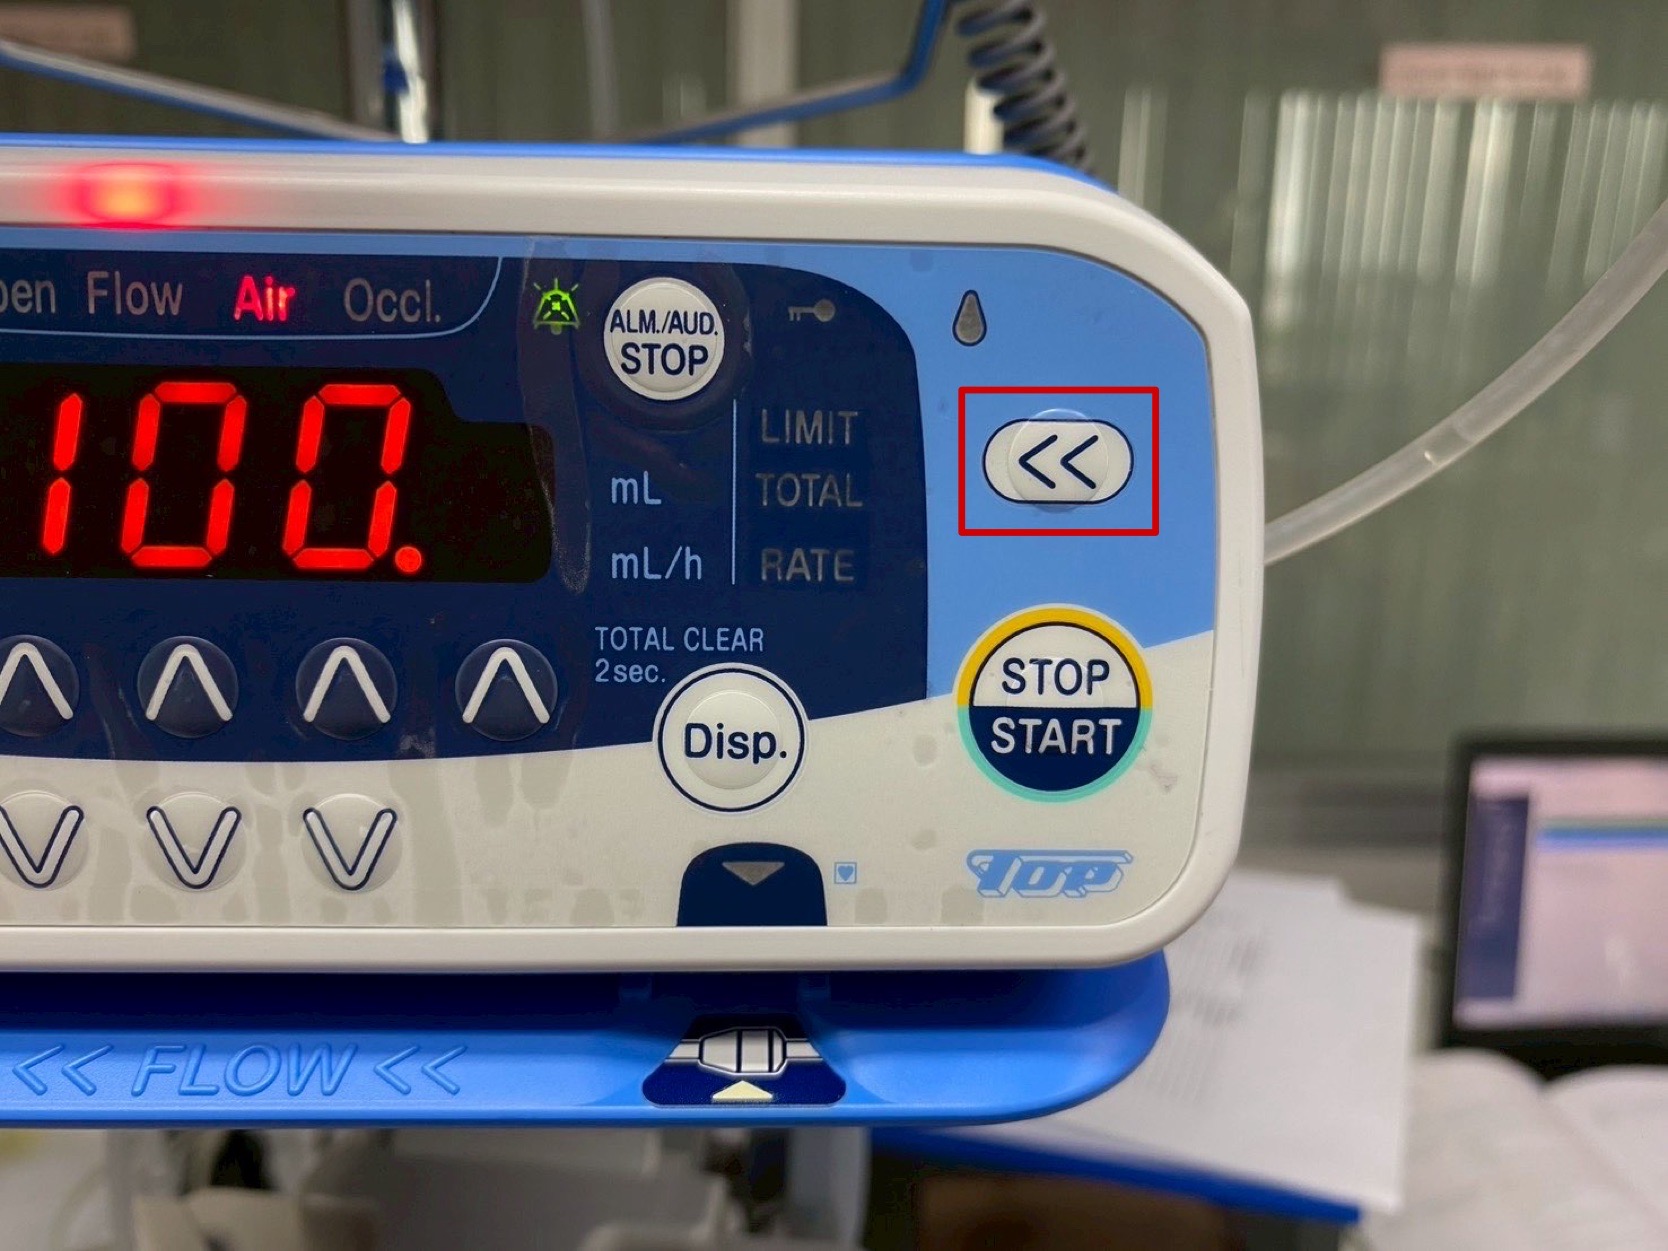 Flow Air Occl.
ALM./AUD.
STOP
100.
mL
mL/h
LIMIT
TOTAL
RATE
<<
TOTAL CLEAR
2sec.
Disp.
STOP
START
TOP
<< FLOW <<